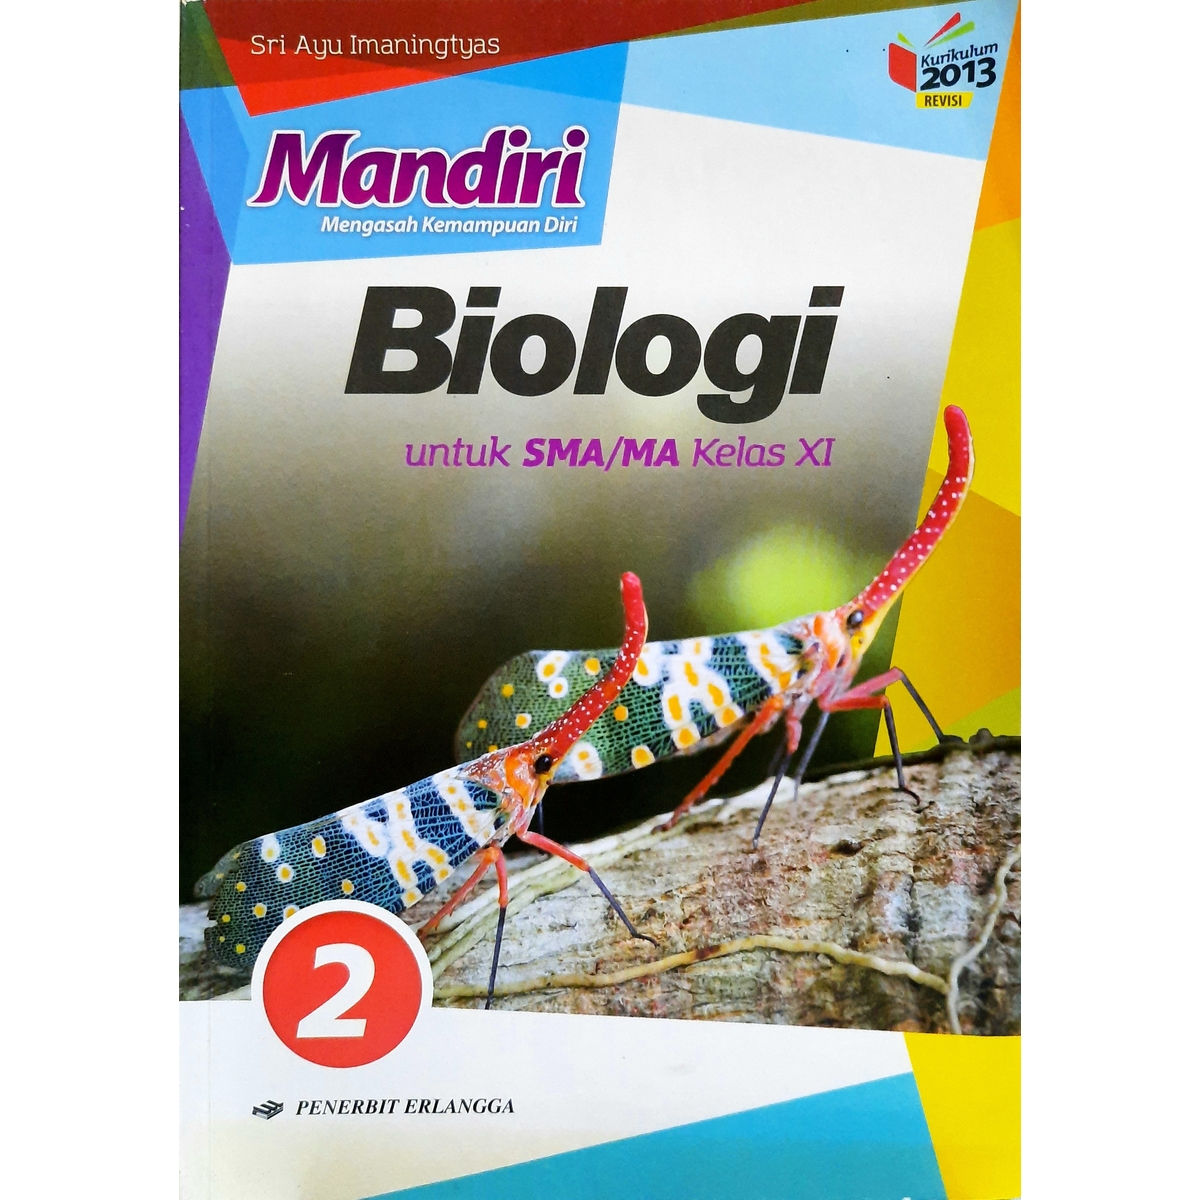 Sri Ayu Imaningtyas
Kurikulum
2013
REVISI
Mandiri
Mengasah Kemampuan Diri
Biologi
untuk SMA/MA Kelas XI
2
PENERBIT ERLANGGA